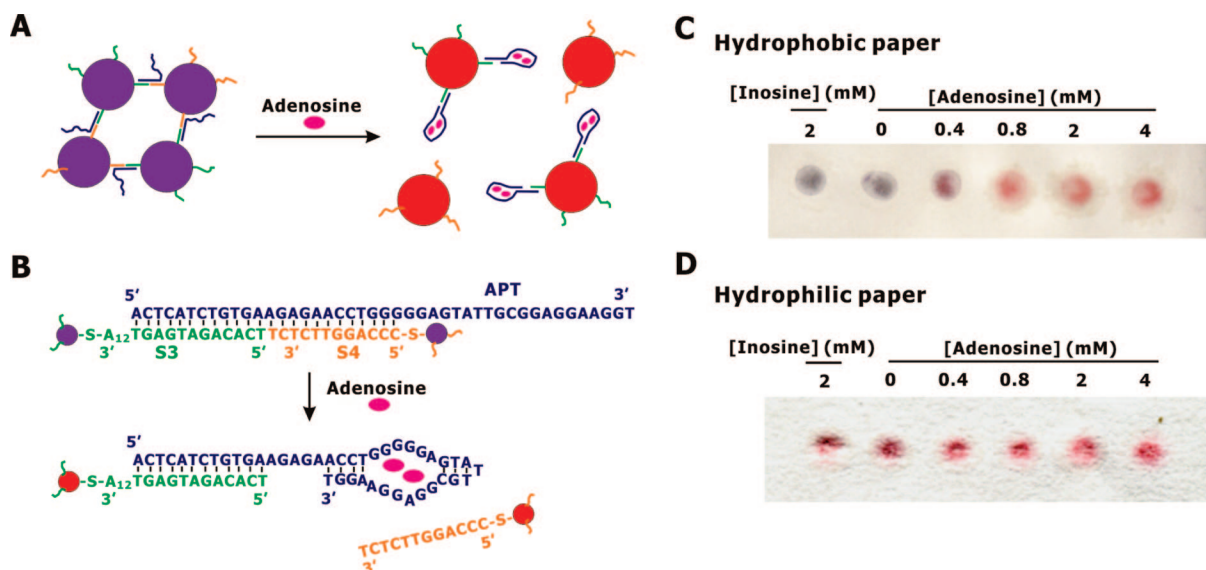 A
Adenosine
B
5′
APT
3′
ACTCATCTGTGAAGAGAACCTGGGGGAGTATTGCGGAGGAAGGT
-S-A12TGAGTAGACACTTCTCTTGGACCC-S-
3′ S3 5′ 3′ S4 5′
Adenosine
5′
ACTCATCTGTGAAGAGAACCTGGGGGAGTAT
-S-A12TGAGTAGACACT TGGAAGGAGGCGT
3′ 5′ 3′
TCTCTTGGACCC-S-
3′ 5′
C
Hydrophobic paper
[Inosine] (mM) [Adenosine] (mM)
2 0 0.4 0.8 2 4
D
Hydrophilic paper
[Inosine] (mM) [Adenosine] (mM)
2 0 0.4 0.8 2 4